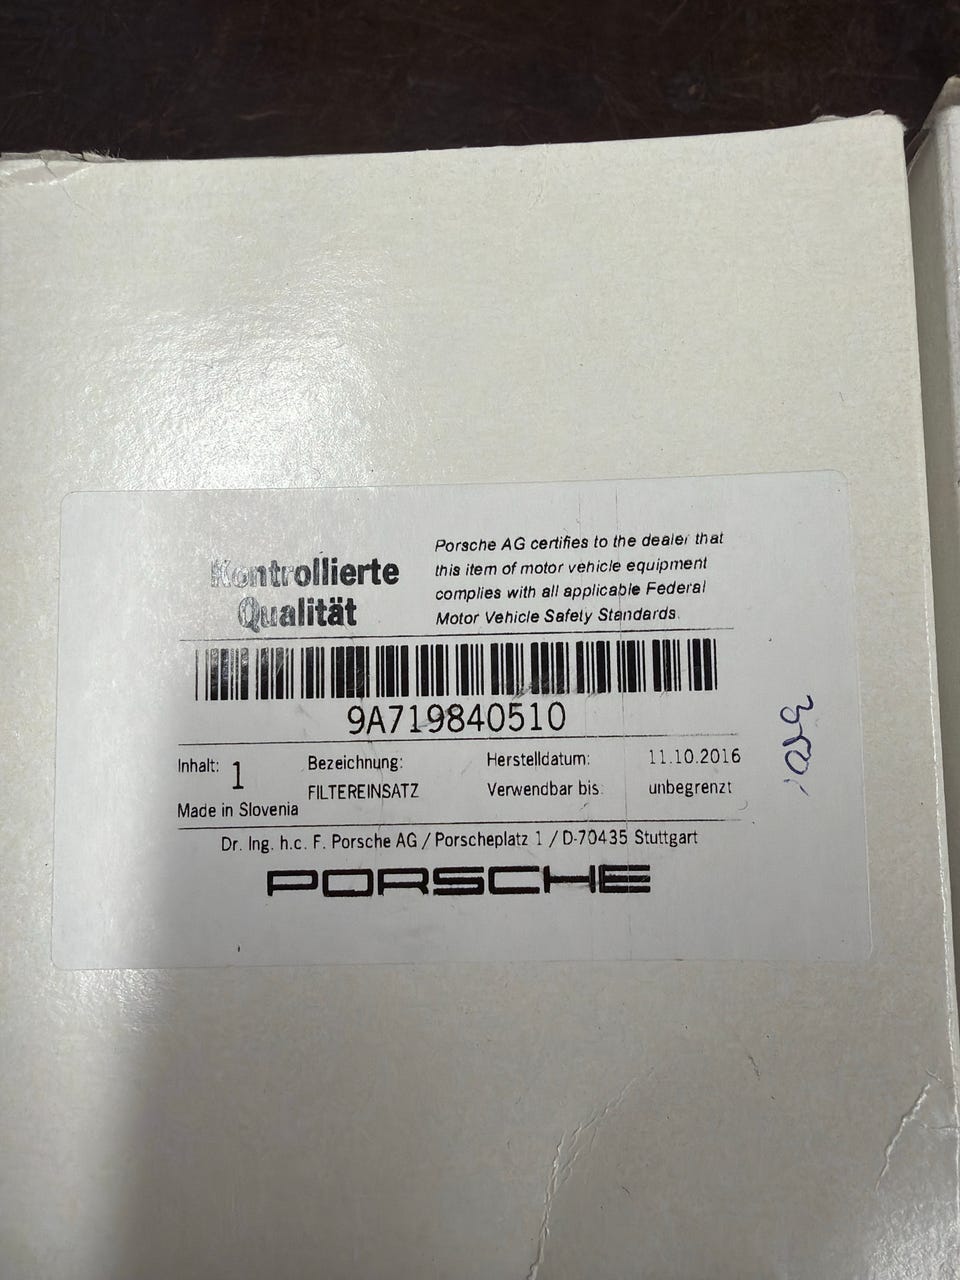 Kontrollierte
Qualität
Porsche AG certifies to the dealer that
this item of motor vehicle equipment
complies with all applicable Federal
Motor Vehicle Safety Standards.
9A719840510
Inhalt: 1
Made in Slovenia
Bezeichnung:
FILTEREINSATZ
Herstelldatum: 11.10.2016
Verwendbar bis: unbegrenzt
Dr. Ing. h.c. F. Porsche AG / Porscheplatz 1 / D-70435 Stuttgart
PORSCHE